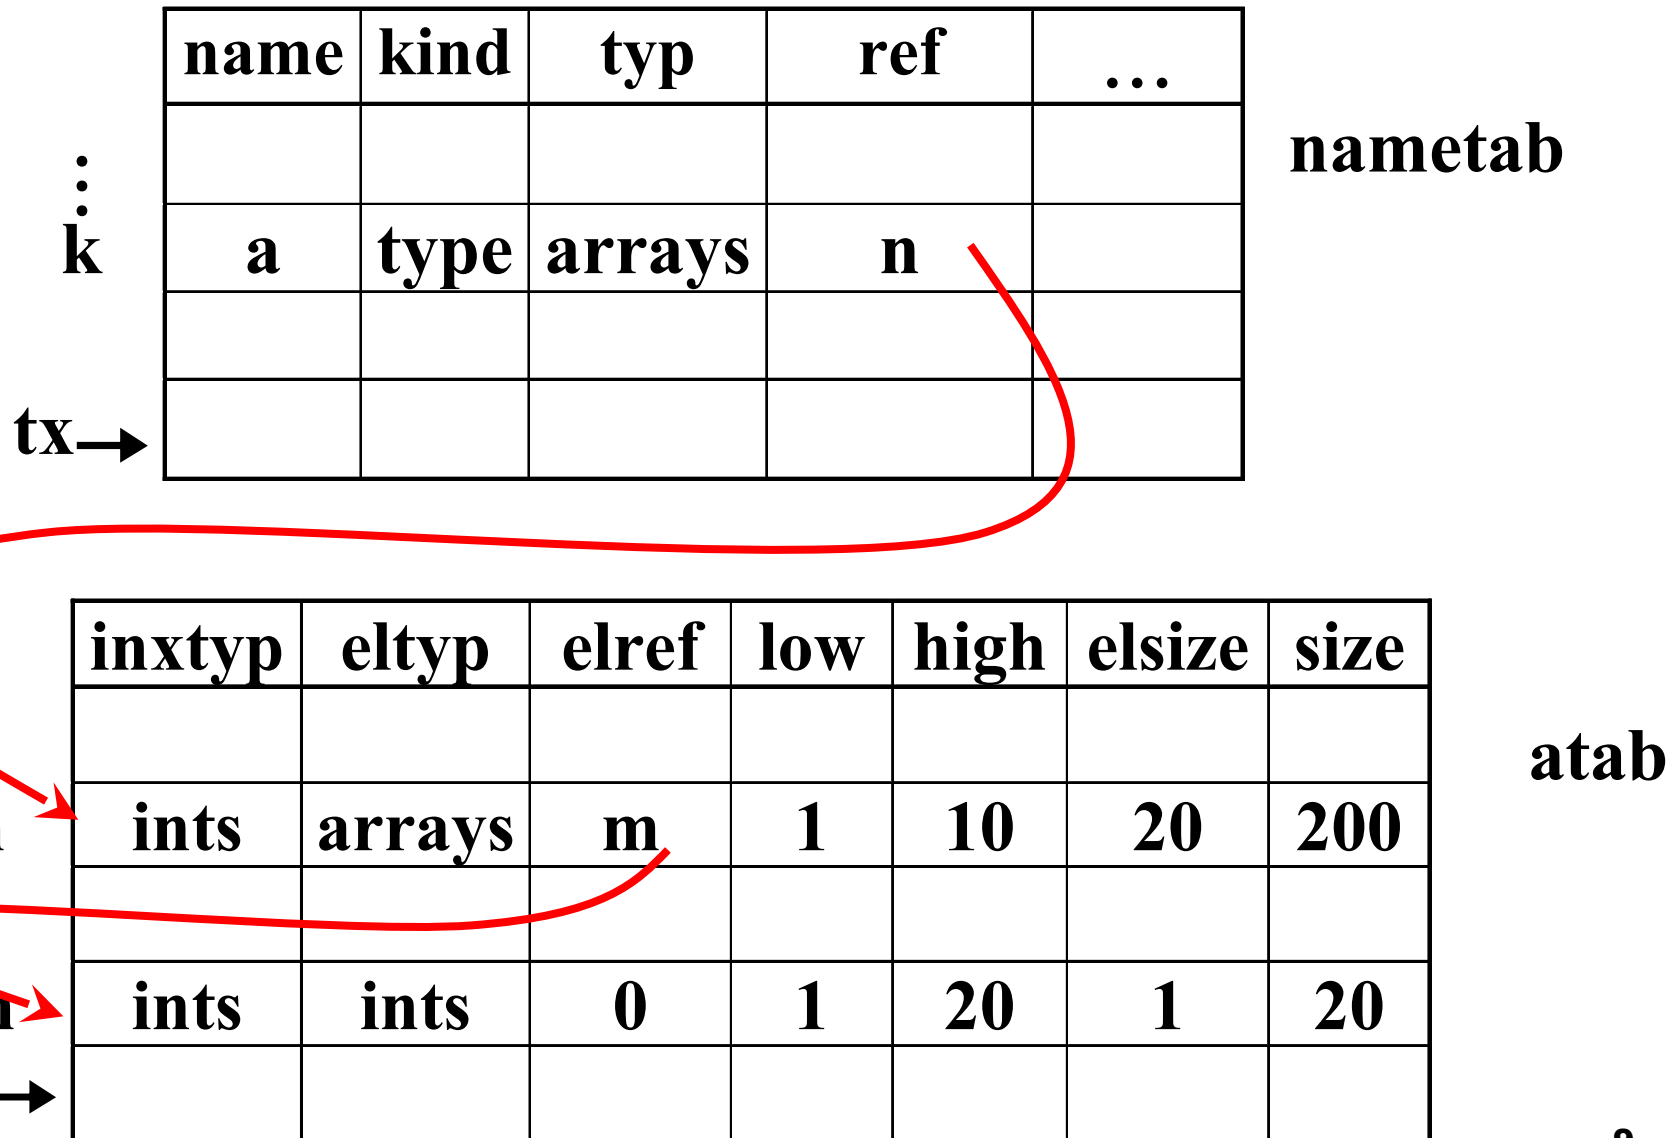 name kind typ ref …
nametab
⋮
k a type arrays n
tx
inxtyp eltyp elref low high elsize size
atab
ints arrays m 1 10 20 200
ints ints 0 1 20 1 20